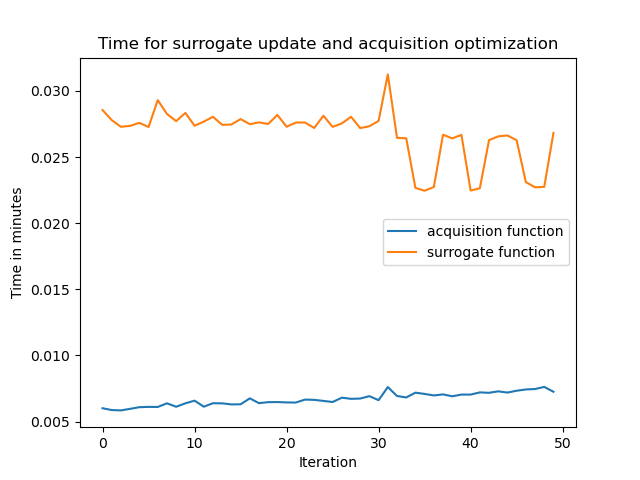 Time for surrogate update and acquisition optimization
0.030
0.025
0.020
0.015
0.010
0.005
Time in minutes
acquisition function
surrogate function
0 10 20 30 40 50
Iteration